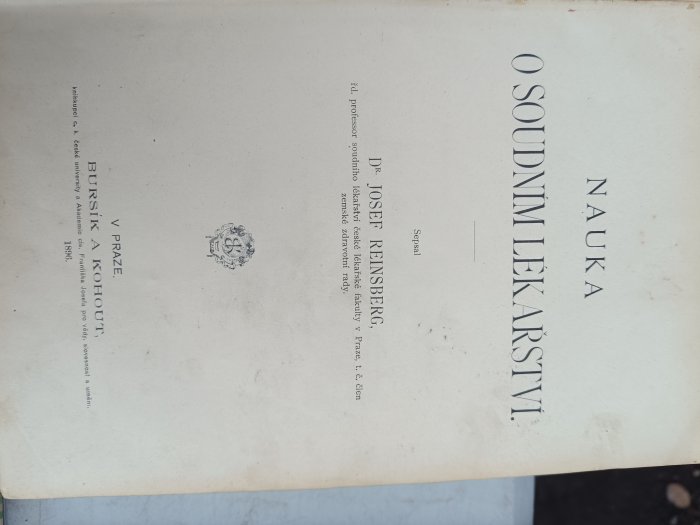 NAUKA
O SOUDNÍM LÉKAŘSTVÍ.
Sepsal
Dr. JOSEF REINSBERG,
řd. professor soudního lékařství české lékařské fakulty v Praze, t. č. člen
zemské zdravotní rady.
V PRAZE.
BURSÍK A KOHOUT,
knihkupci c. k. české university a Akademie cís. Františka Josefa pro vědy, slovesnost a umění.
1896.